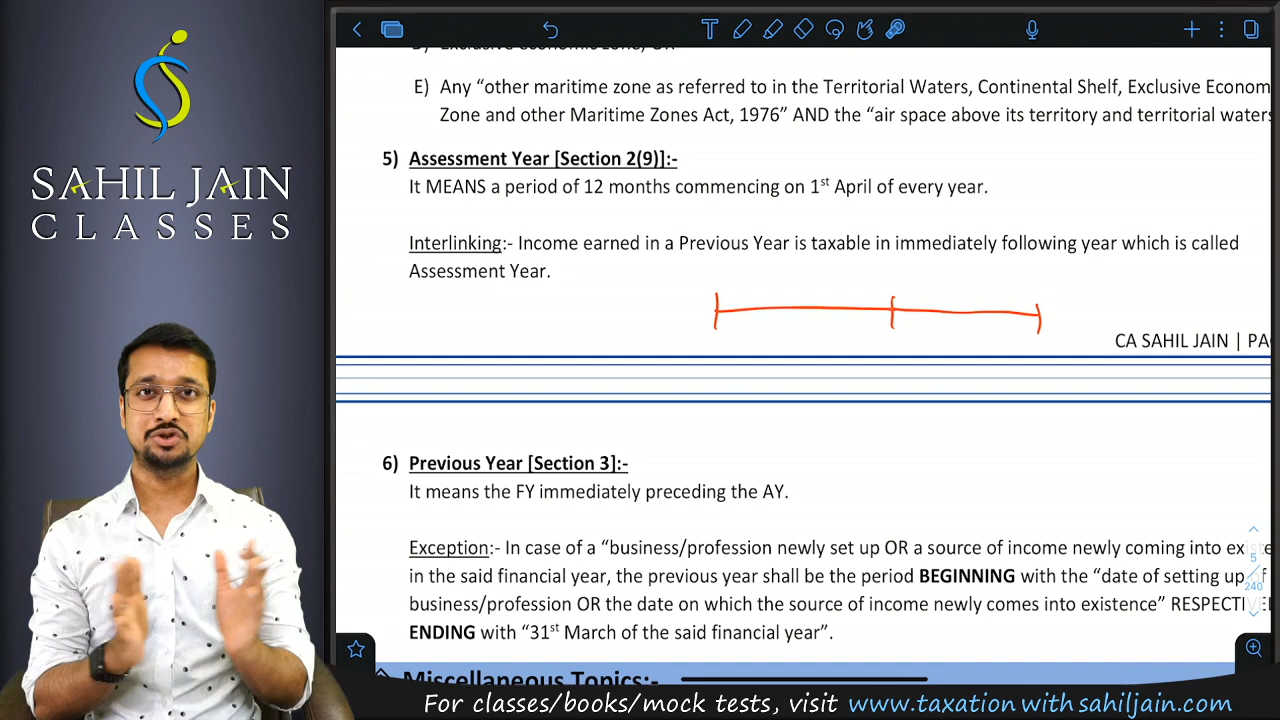 SAHIL JAIN
CLASSES
E) Any “other maritime zone as referred to in the Territorial Waters, Continental Shelf, Exclusive Econom
Zone and other Maritime Zones Act, 1976” AND the “air space above its territory and territorial waters
5) Assessment Year [Section 2(9)]:-
It MEANS a period of 12 months commencing on 1st April of every year.
Interlinking:- Income earned in a Previous Year is taxable in immediately following year which is called
Assessment Year.
CA SAHIL JAIN | PA
6) Previous Year [Section 3]:-
It means the FY immediately preceding the AY.
Exception:- In case of a “business/profession newly set up OR a source of income newly coming into existe
in the said financial year, the previous year shall be the period BEGINNING with the “date of setting up of
business/profession OR the date on which the source of income newly comes into existence” RESPECTIVE
ENDING with “31st March of the said financial year”.
5
240
Miscellaneous Topics:-
For classes/books/mock tests, visit www.taxationwithsahiljain.com